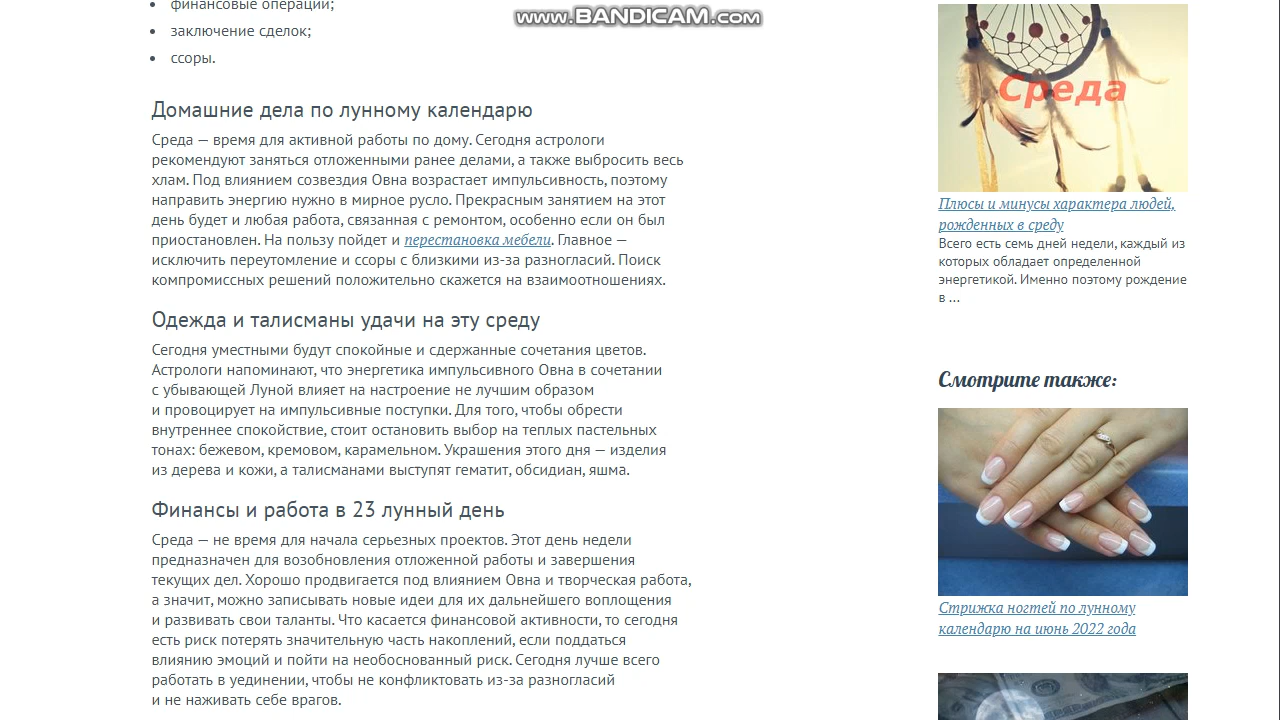 www.BANDICAM.com
финансовые операции;
заключение сделок;
ссоры.
Домашние дела по лунному календарю
Среда — время для активной работы по дому. Сегодня астрологи
рекомендуют заняться отложенными ранее делами, а также выбросить весь
хлам. Под влиянием созвездия Овна возрастает импульсивность, поэтому
направить энергию нужно в мирное русло. Прекрасным занятием на этот
день будет и любая работа, связанная с ремонтом, особенно если он был
приостановлен. На пользу пойдет и перестановка мебели. Главное —
исключить переутомление и ссоры с близкими из-за разногласий. Поиск
компромиссных решений положительно скажется на взаимоотношениях.
Одежда и талисманы удачи на эту среду
Сегодня уместными будут спокойные и сдержанные сочетания цветов.
Астрологи напоминают, что энергетика импульсивного Овна в сочетании
с убывающей Луной влияет на настроение не лучшим образом
и провоцирует на импульсивные поступки. Для того, чтобы обрести
внутреннее спокойствие, стоит остановить выбор на теплых пастельных
тонах: бежевом, кремовом, карамельном. Украшения этого дня — изделия
из дерева и кожи, а талисманами выступят гематит, обсидиан, яшма.
Финансы и работа в 23 лунный день
Среда — не время для начала серьезных проектов. Этот день недели
предназначен для возобновления отложенной работы и завершения
текущих дел. Хорошо продвигается под влиянием Овна и творческая работа,
а значит, можно записывать новые идеи для их дальнейшего воплощения
и развивать свои таланты. Что касается финансовой активности, то сегодня
есть риск потерять значительную часть накоплений, если поддаться
влиянию эмоций и пойти на необоснованный риск. Сегодня лучше всего
работать в уединении, чтобы не конфликтовать из-за разногласий
и не наживать себе врагов.
Среда
Плюсы и минусы характера людей,
рожденных в среду
Всего есть семь дней недели, каждый из
которых обладает определенной
энергетикой. Именно поэтому рождение
в ...
Смотрите также:
Стрижка ногтей по лунному
календарю на июнь 2022 года